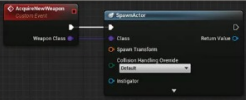 AcquireNewWeapon
Custom Event
Weapon Class
SpawnActor
Class
Return Value
Spawn Transform
Collision Handling Override
Default
Instigator